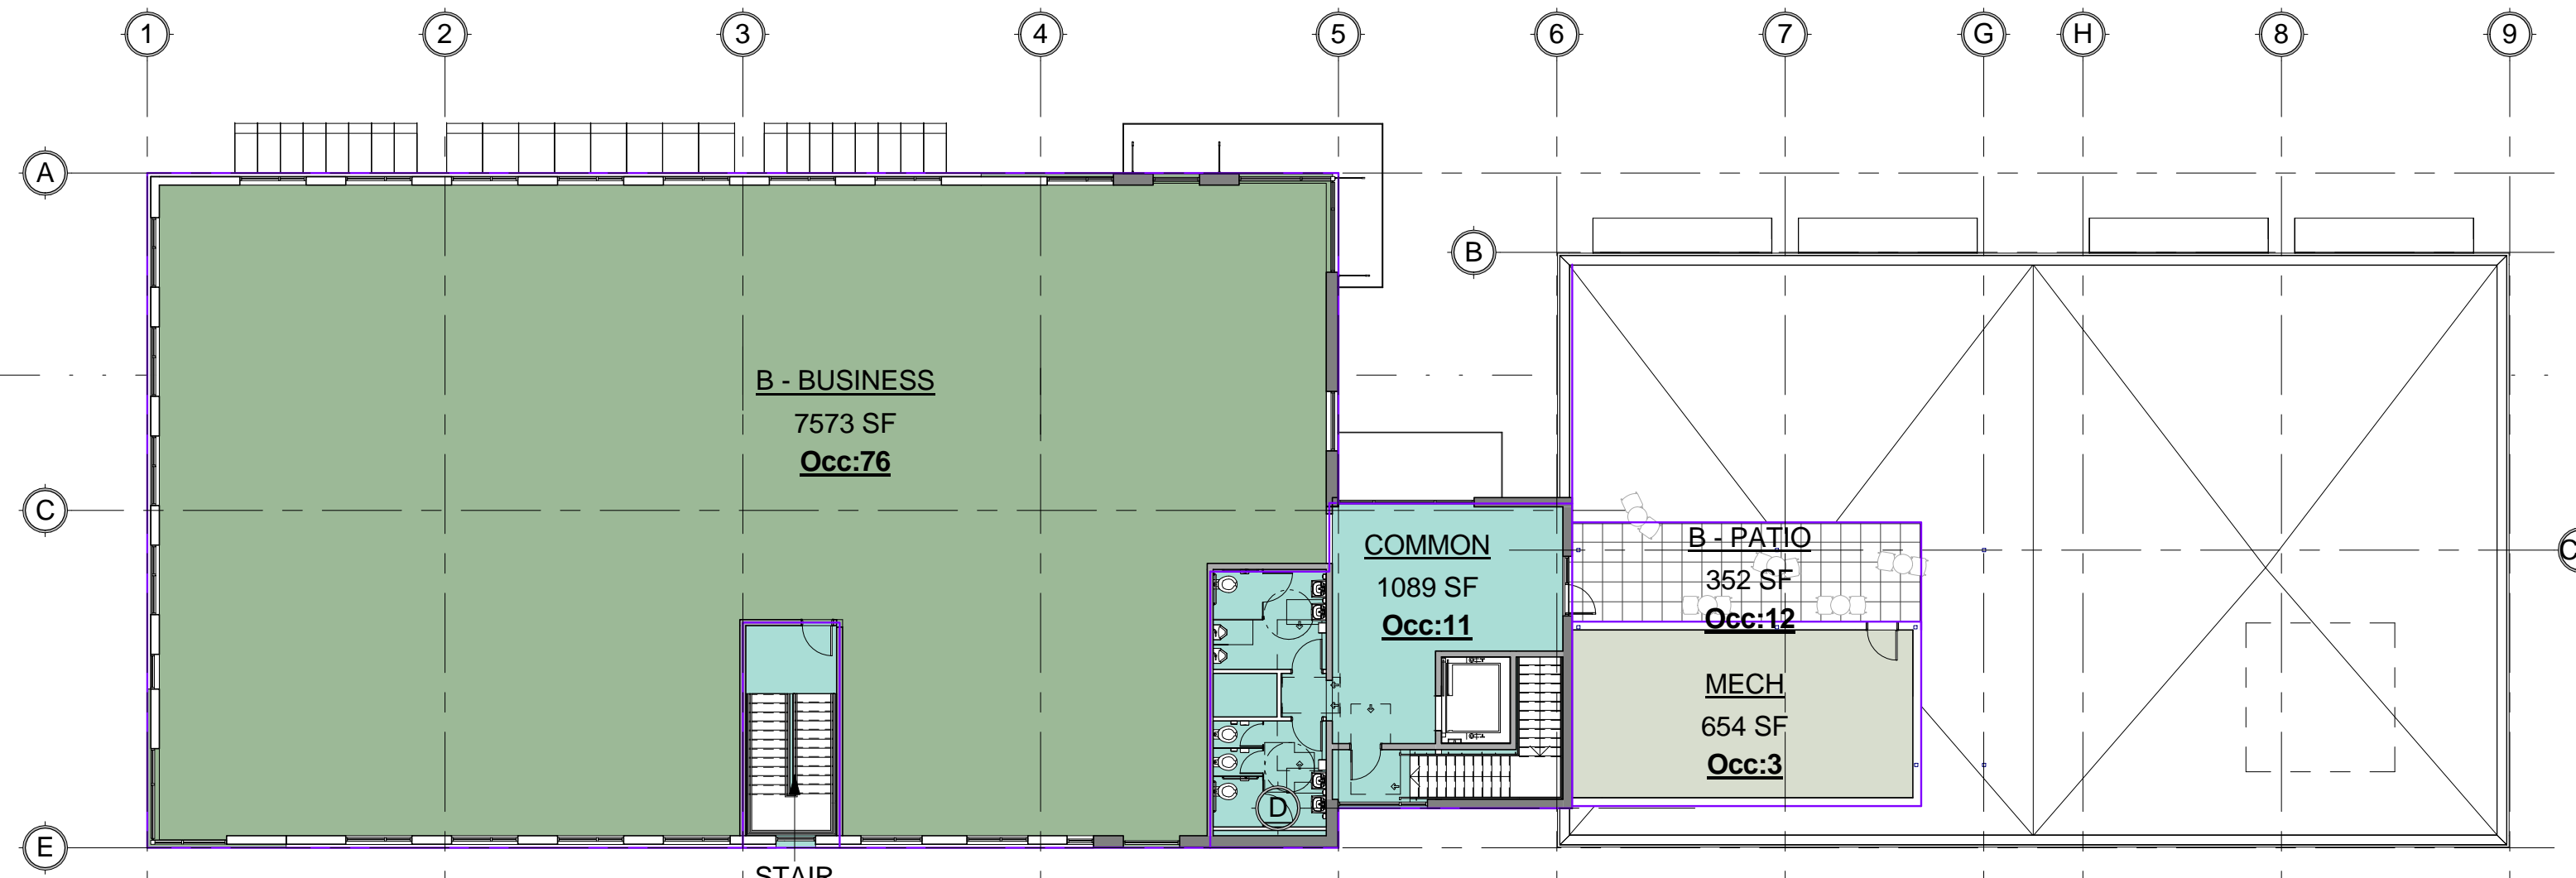 1 2 3 4 5 6 7 G H 8 9
A
B
B - BUSINESS
7573 SF
Occ:76
C
COMMON
1089 SF
Occ:11
B - PATIO
352 SF
Occ:12
MECH
654 SF
Occ:3
D
E
STAIR